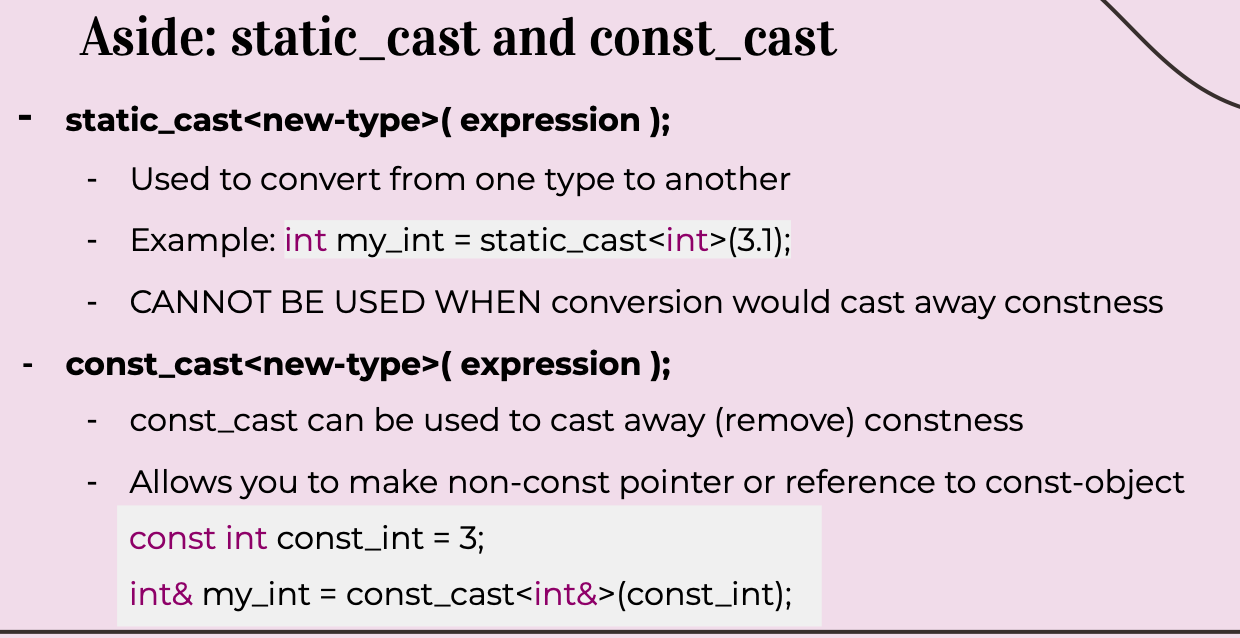 Aside: static_cast and const_cast
- static_cast<new-type>( expression );
- Used to convert from one type to another
- Example: int my_int = static_cast<int>(3.1);
- CANNOT BE USED WHEN conversion would cast away constness
- const_cast<new-type>( expression );
- const_cast can be used to cast away (remove) constness
- Allows you to make non-const pointer or reference to const-object
const int const_int = 3;
int& my_int = const_cast<int&>(const_int);